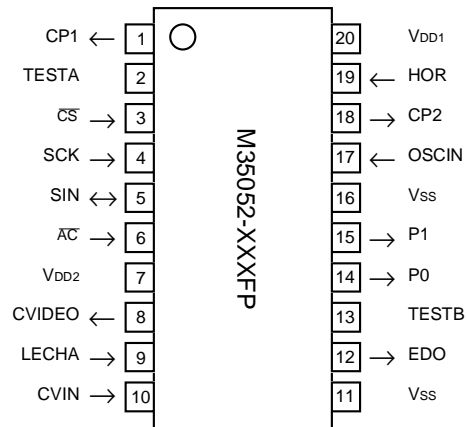 CP1 ← 1 20 VDD1
TESTA 2 19 ← HOR
C̅S̅ → 3 18 → CP2
SCK → 4 17 ← OSCIN
SIN ↔ 5 16 VSS
A̅C̅ → 6 15 → P1
VDD2 7 14 → P0
CVIDEO ← 8 13 TESTB
LECHA → 9 12 → EDO
CVIN → 10 11 VSS
M35052-XXXFP